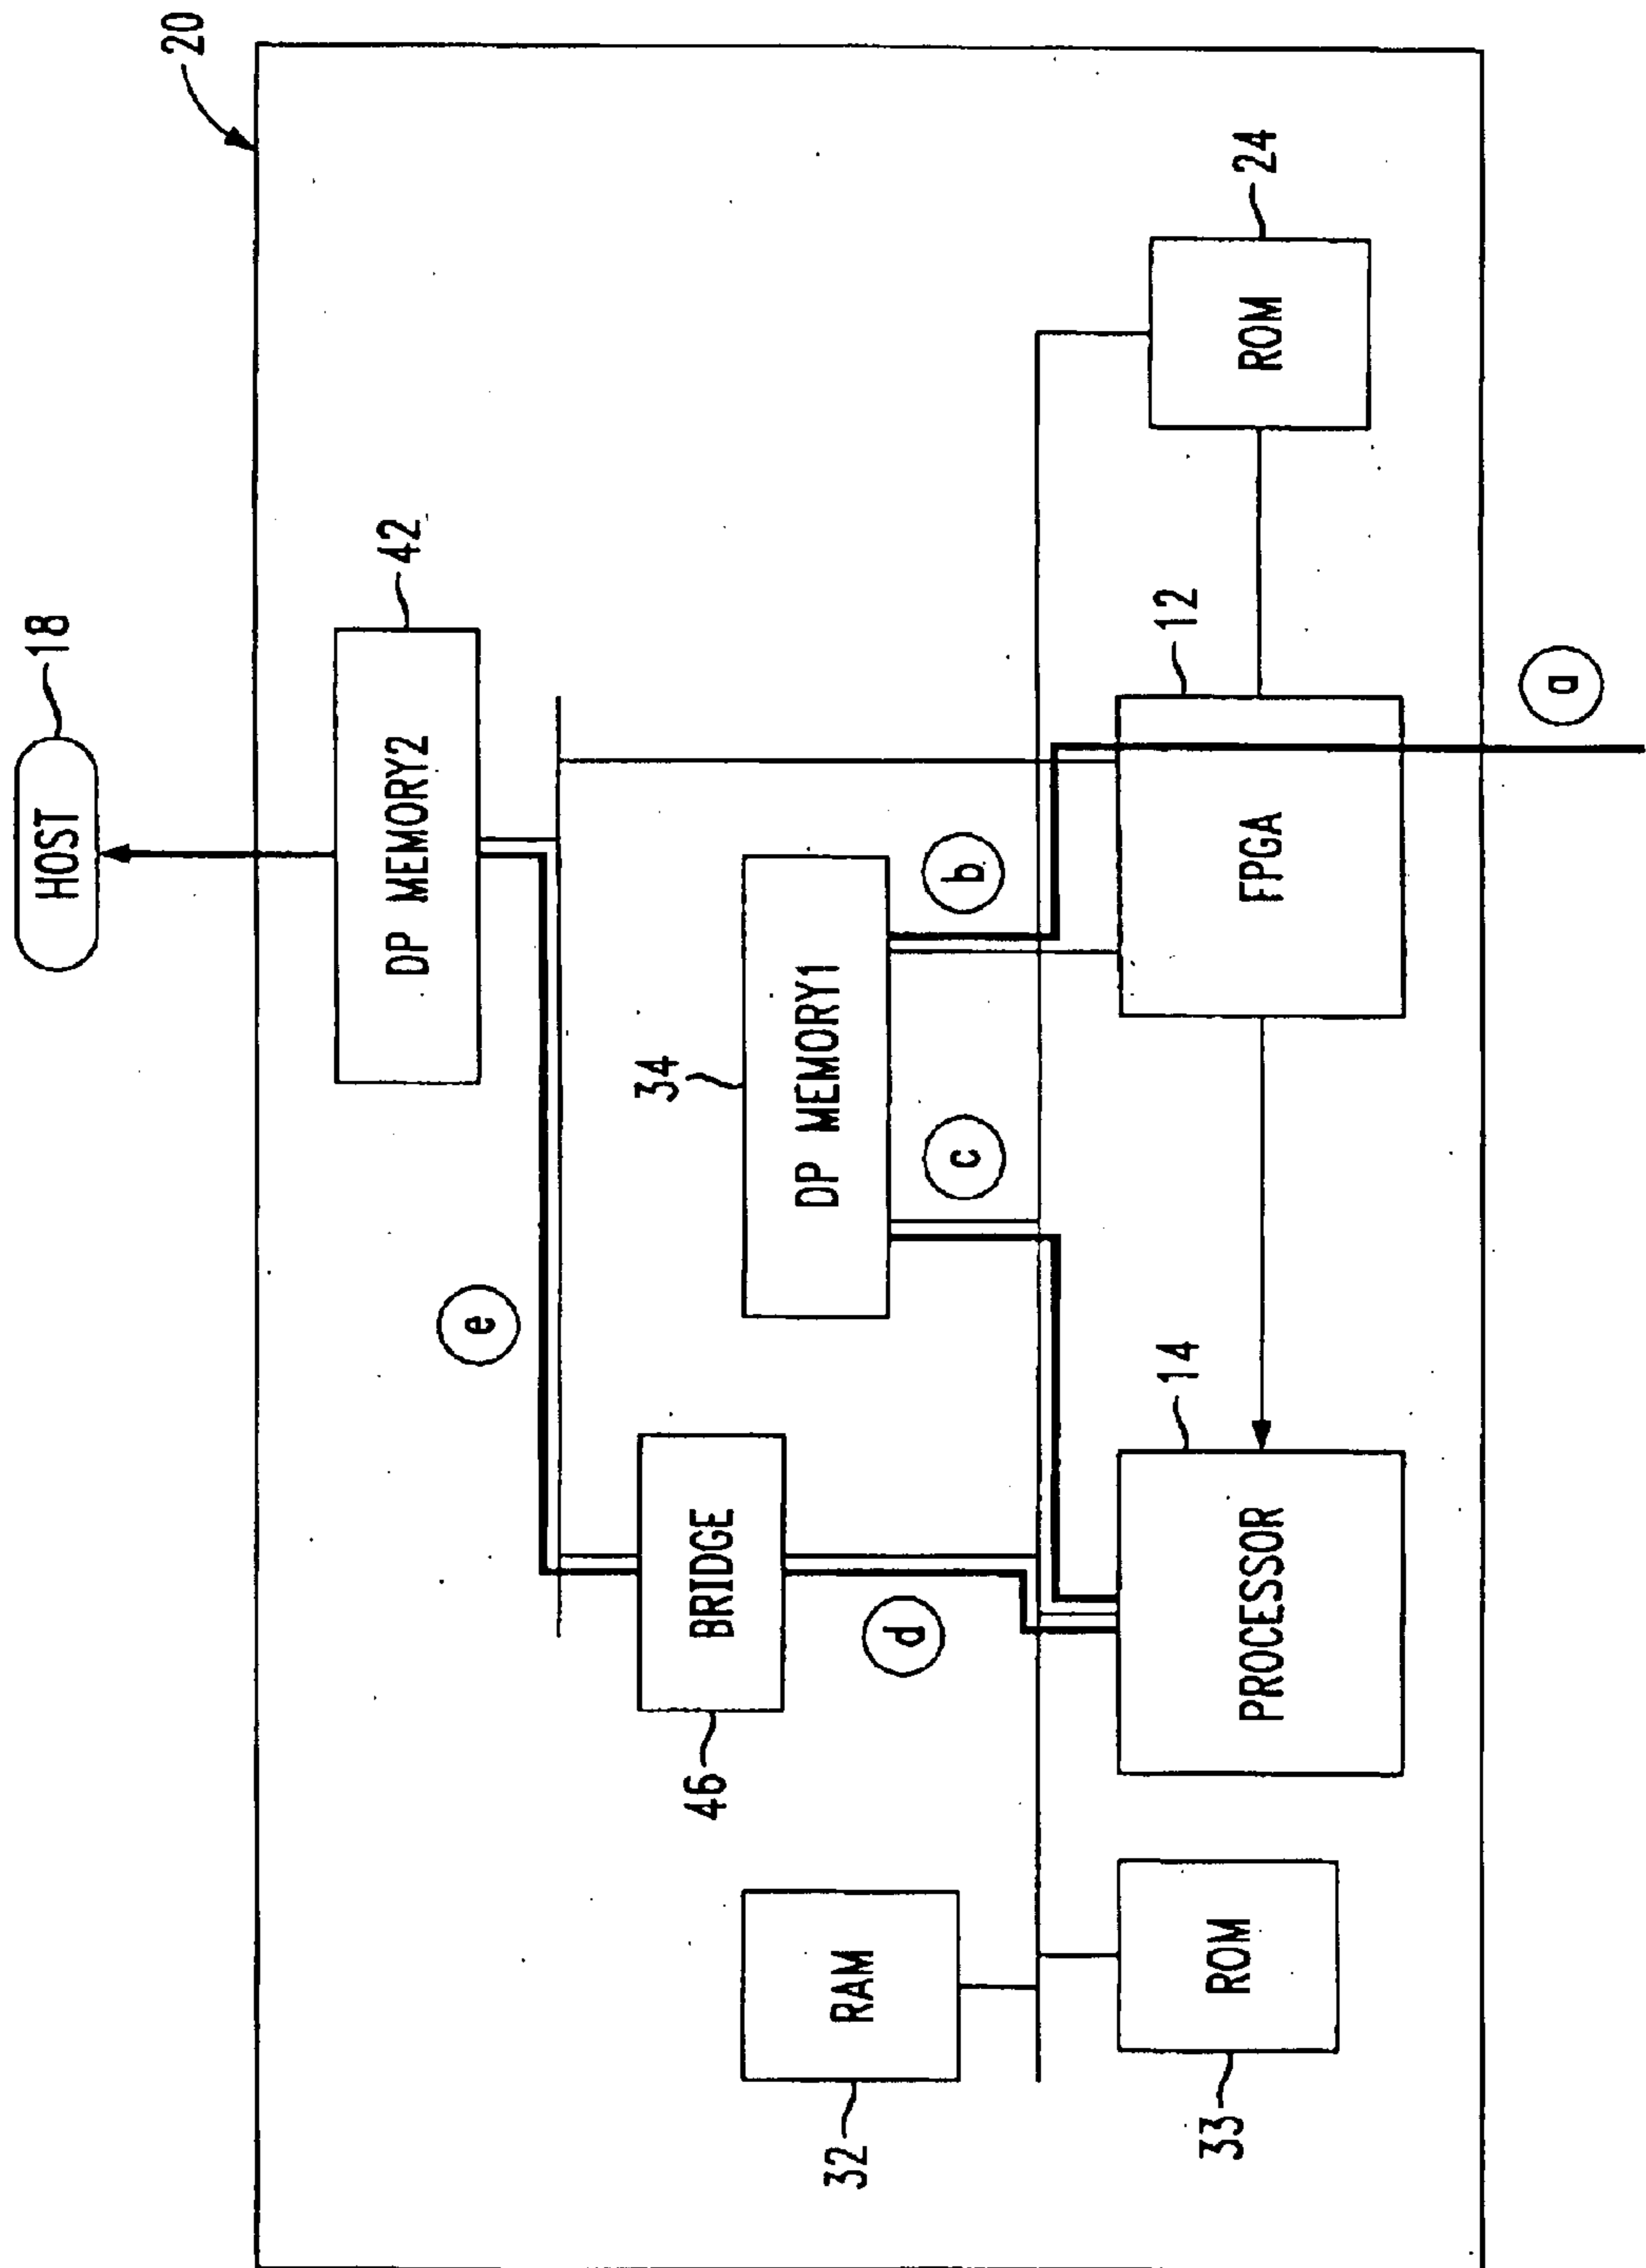 20
HOST
18
DP MEMORY2
42
e
BRIDGE
46
DP MEMORY1
34
b
c
d
RAM
32
ROM
33
PROCESSOR
14
FPGA
12
ROM
24
a